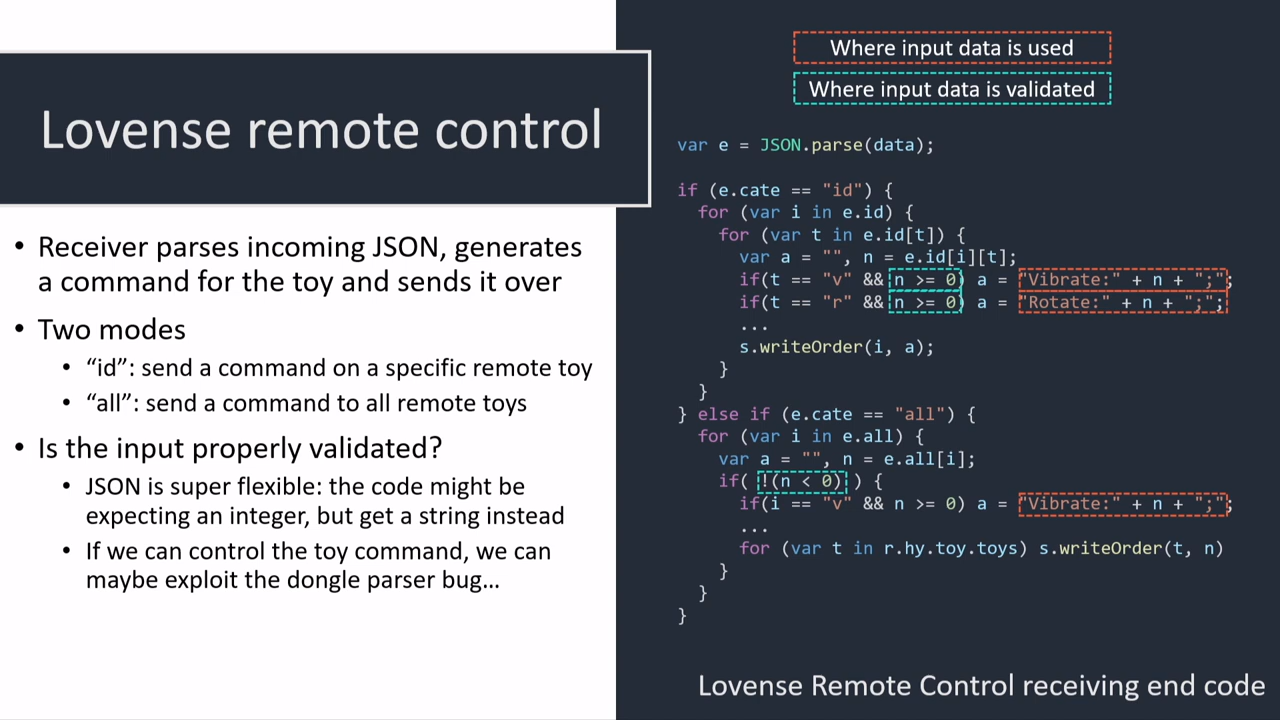 Lovense remote control
• Receiver parses incoming JSON, generates
a command for the toy and sends it over
• Two modes
• “id”: send a command on a specific remote toy
• “all”: send a command to all remote toys
• Is the input properly validated?
• JSON is super flexible: the code might be
expecting an integer, but get a string instead
• If we can control the toy command, we can
maybe exploit the dongle parser bug…
Where input data is used
Where input data is validated
var e = JSON.parse(data);
if (e.cate == "id") {
for (var i in e.id) {
for (var t in e.id[t]) {
var a = "", n = e.id[i][t];
if(t == "v" && n >= 0) a = "Vibrate:" + n + ";";
if(t == "r" && n >= 0) a = "Rotate:" + n + ";";
...
s.writeOrder(i, a);
}
}
} else if (e.cate == "all") {
for (var i in e.all) {
var a = "", n = e.all[i];
if( !(n < 0) ) {
if(i == "v" && n >= 0) a = "Vibrate:" + n + ";";
...
for (var t in r.hy.toy.toys) s.writeOrder(t, n)
}
}
}
Lovense Remote Control receiving end code